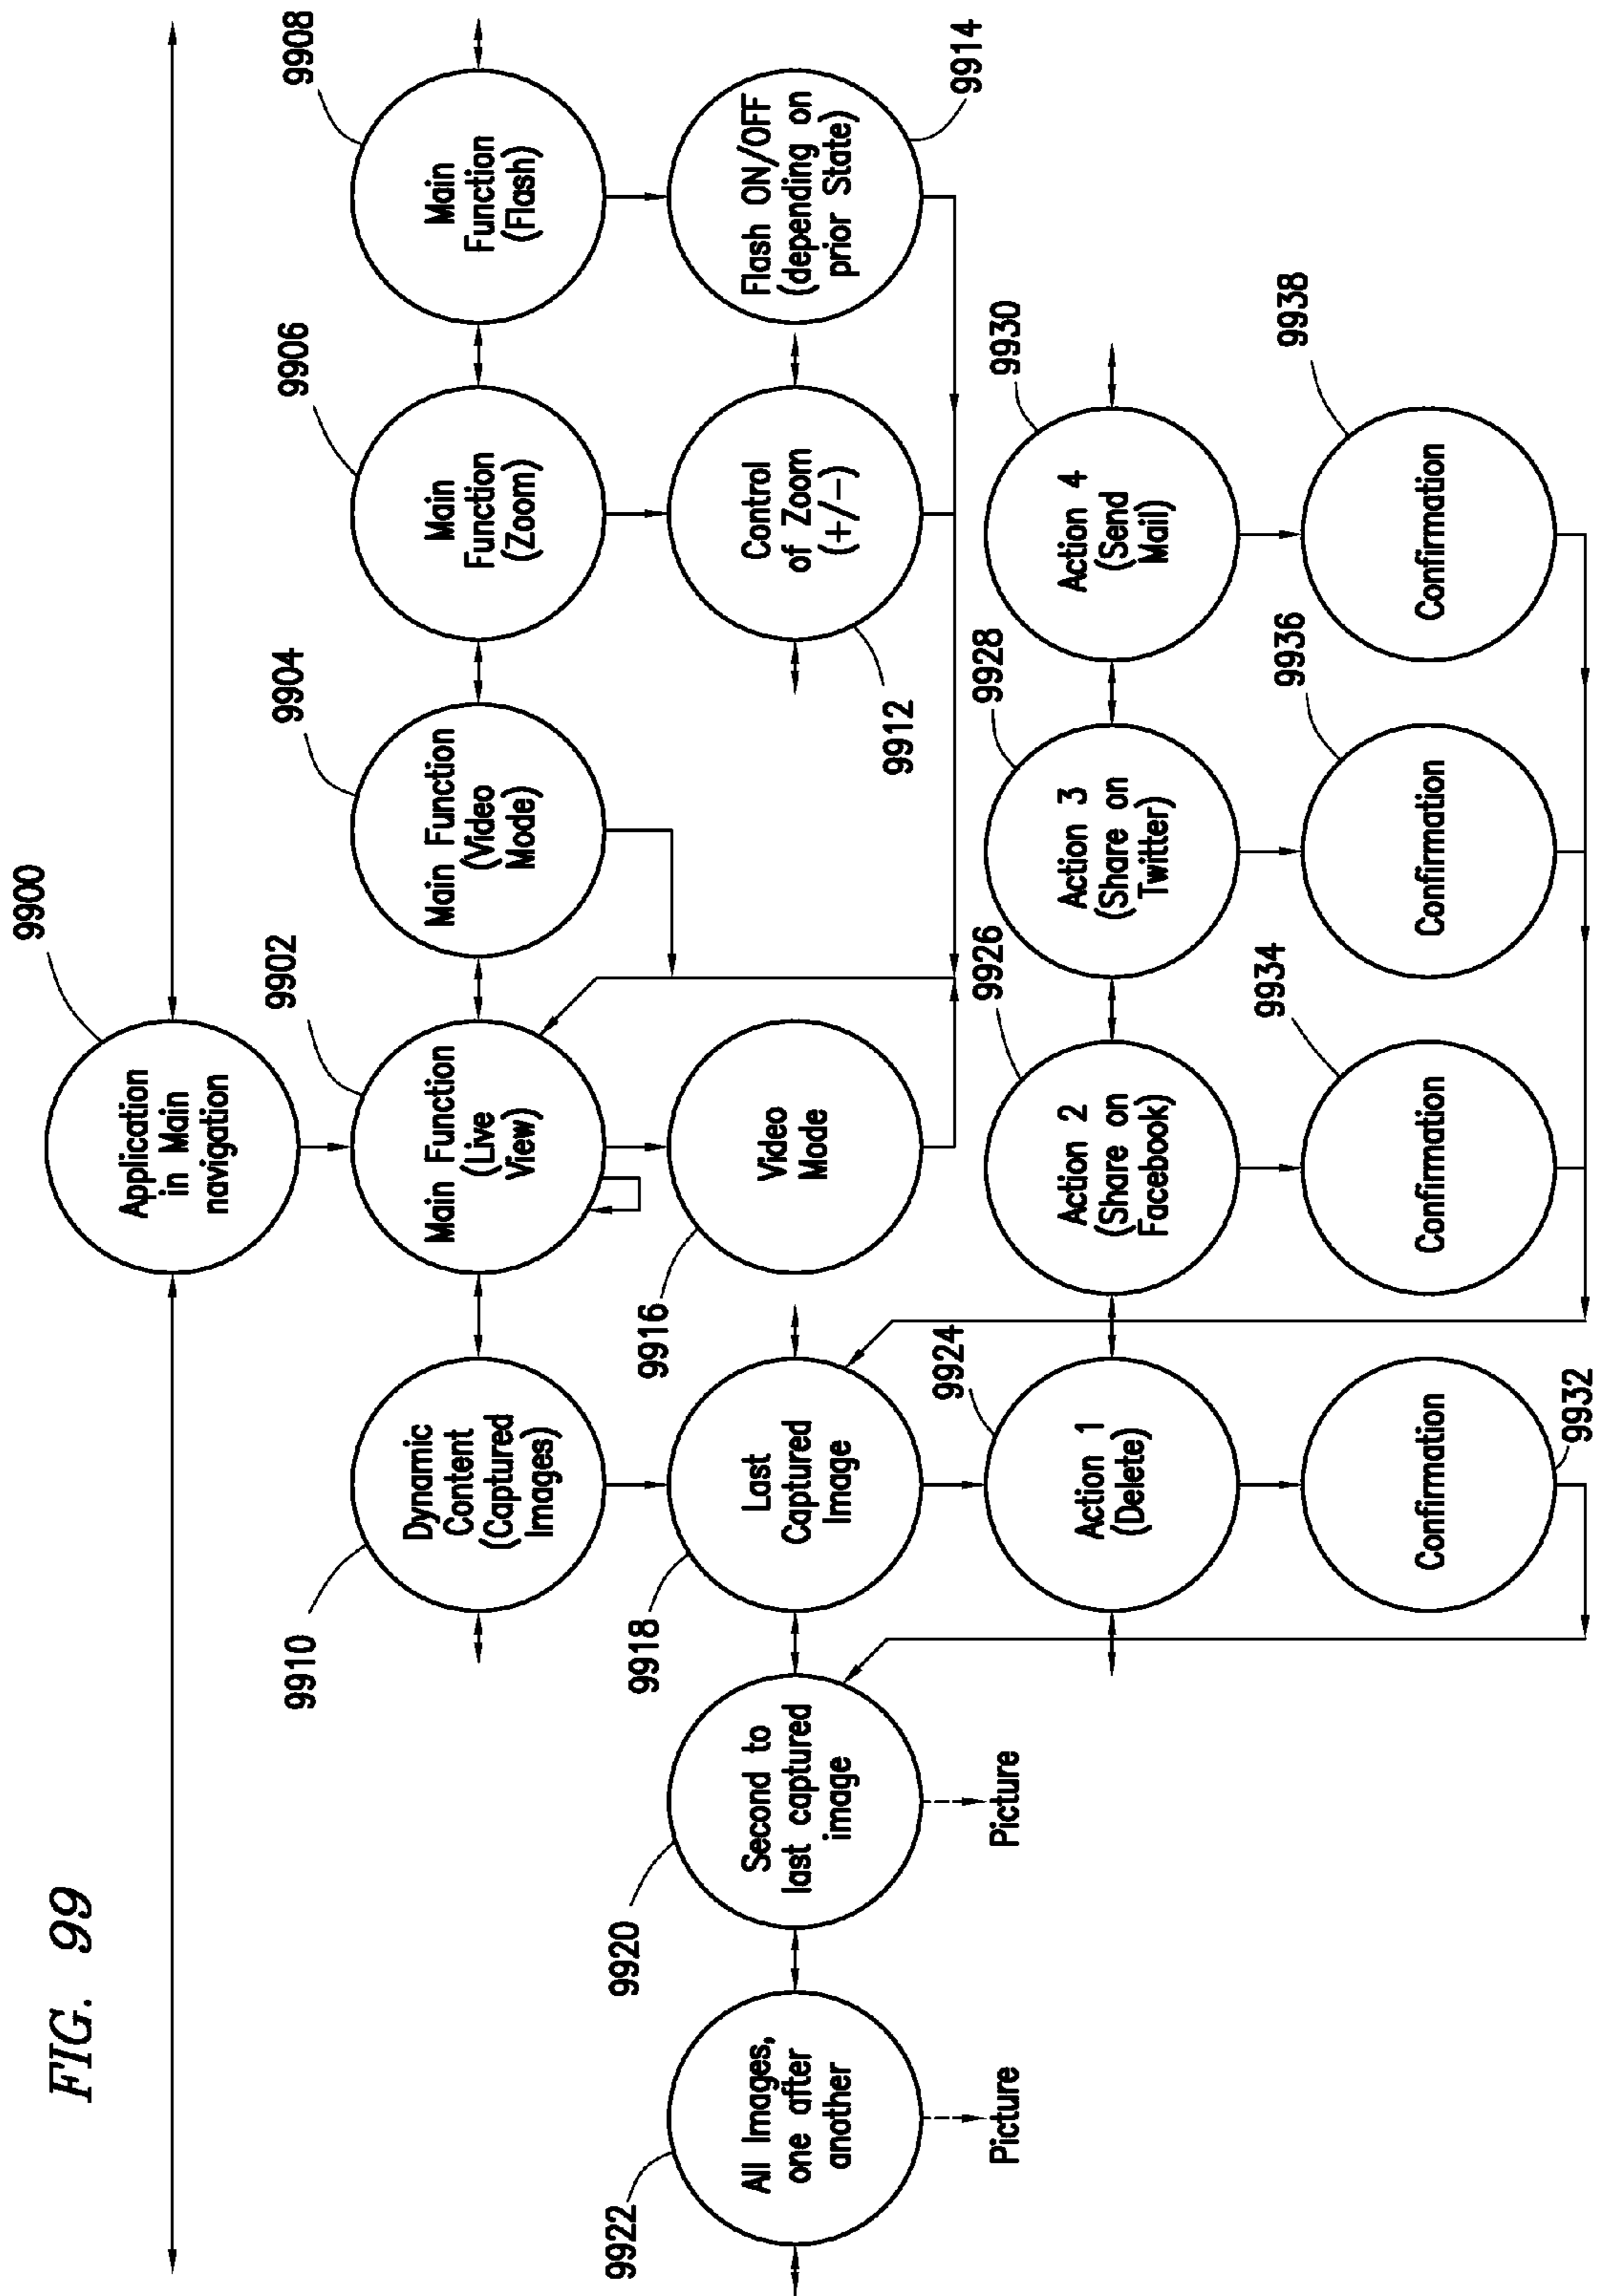 FIG. 99
9900
Application
in Main
navigation
9910
Dynamic
Content
(Captured
Images)
9902
Main Function
(Live
View)
9904
Main Function
(Video
Mode)
9906
Main
Function
(Zoom)
9908
Main
Function
(Flash)
9922
All Images,
one after
another
Picture
9920
Second to
last captured
image
Picture
9918
Last
Captured
Image
9916
Video
Mode
9912
Control
of Zoom
(+/−)
9914
Flash ON/OFF
(depending on
prior State)
9924
Action 1
(Delete)
9926
Action 2
(Share on
Facebook)
9928
Action 3
(Share on
Twitter)
9930
Action 4
(Send
Mail)
9932
Confirmation
9934
Confirmation
9936
Confirmation
9938
Confirmation